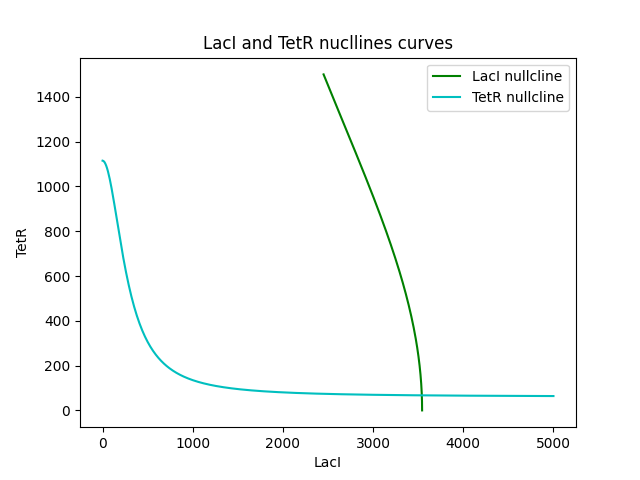 LacI and TetR nucllines curves
LacI nullcline
TetR nullcline
TetR
1400
1200
1000
800
600
400
200
0
0 1000 2000 3000 4000 5000
LacI